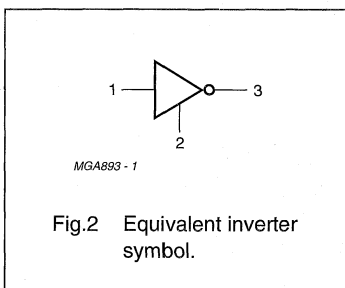 1
3
2
MGA893 - 1
Fig.2 Equivalent inverter
symbol.